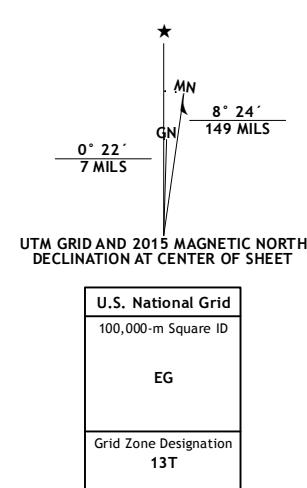 ★
MN
8° 24´
149 MILS
GN
0° 22´
7 MILS
UTM GRID AND 2015 MAGNETIC NORTH
DECLINATION AT CENTER OF SHEET
U.S. National Grid
100,000-m Square ID
EG
Grid Zone Designation
13T